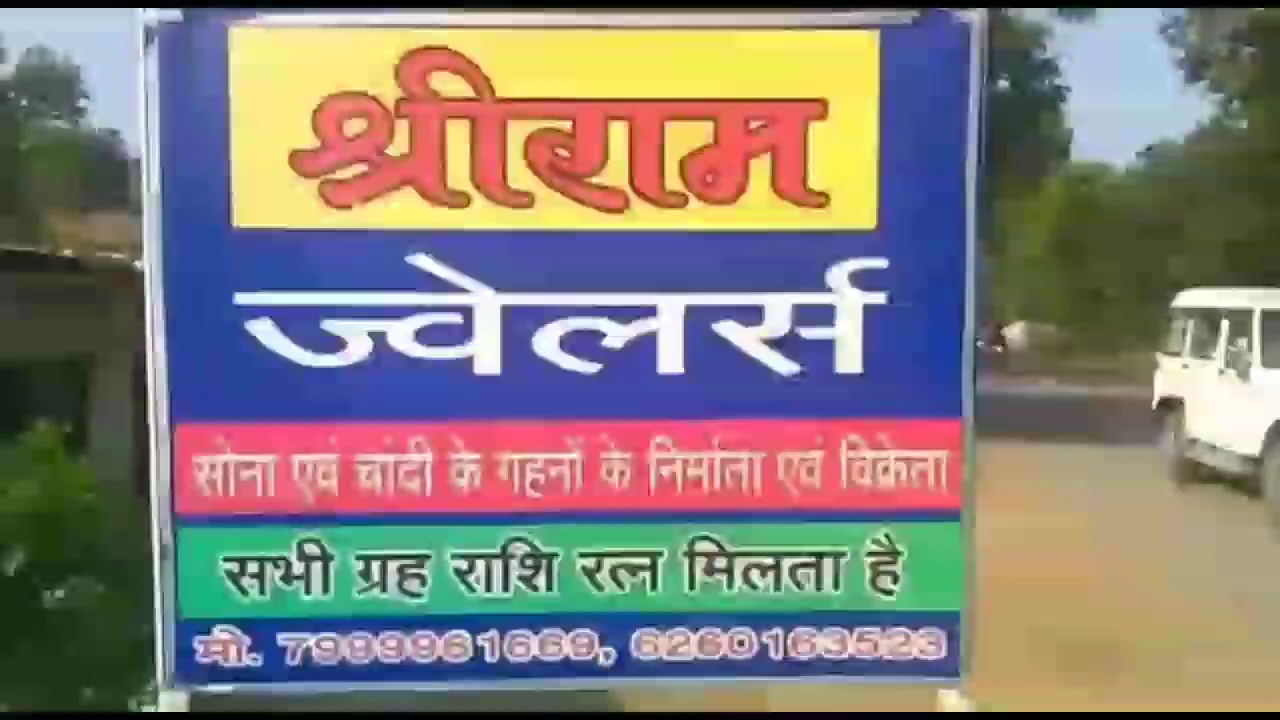 श्रीराम
ज्वेलर्स
सोना एवं चांदी के गहनों के निर्माता एवं विक्रेता
सभी ग्रह राशि रत्न मिलता है
मो. 7999961669, 6260163523